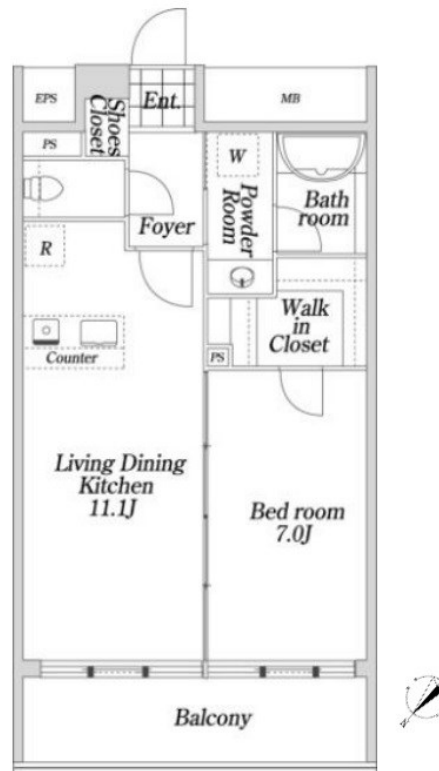 EPS
Shoes
Closet
Ent.
MB
PS
W
Powder
Room
Bath
room
Foyer
R
Walk
in
Closet
Counter
PS
Living Dining
Kitchen
11.1J
Bed room
7.0J
Balcony
N